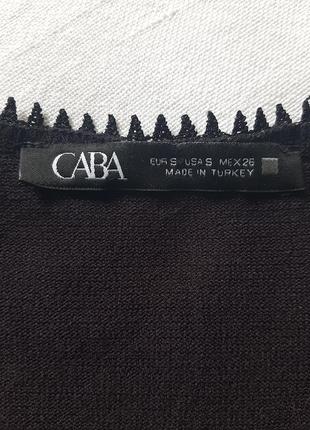 CABA
EUR S USA S MEX 26
MADE IN TURKEY